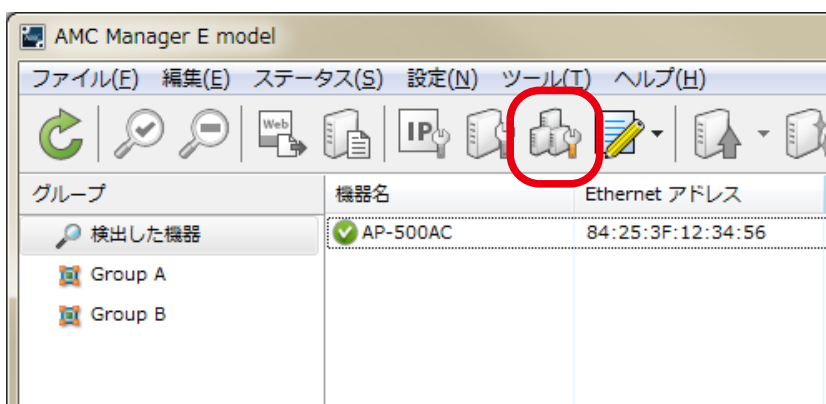 AMC Manager E model
ファイル(F) 編集(E) ステータス(S) 設定(N) ツール(T) ヘルプ(H)
Web
IP
グループ 機器名 Ethernet アドレス
検出した機器 AP-500AC 84:25:3F:12:34:56
Group A
Group B